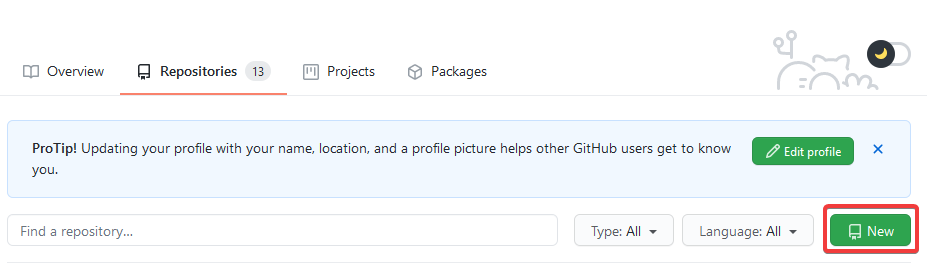 Overview Repositories 13 Projects Packages
ProTip! Updating your profile with your name, location, and a profile picture helps other GitHub users get to know
you.
Edit profile
Find a repository...
Type: All
Language: All
New